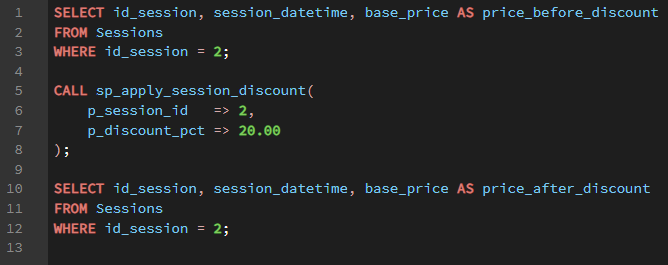 1 SELECT id_session, session_datetime, base_price AS price_before_discount
2 FROM Sessions
3 WHERE id_session = 2;
4
5 CALL sp_apply_session_discount(
6     p_session_id   => 2,
7     p_discount_pct => 20.00
8 );
9
10 SELECT id_session, session_datetime, base_price AS price_after_discount
11 FROM Sessions
12 WHERE id_session = 2;
13